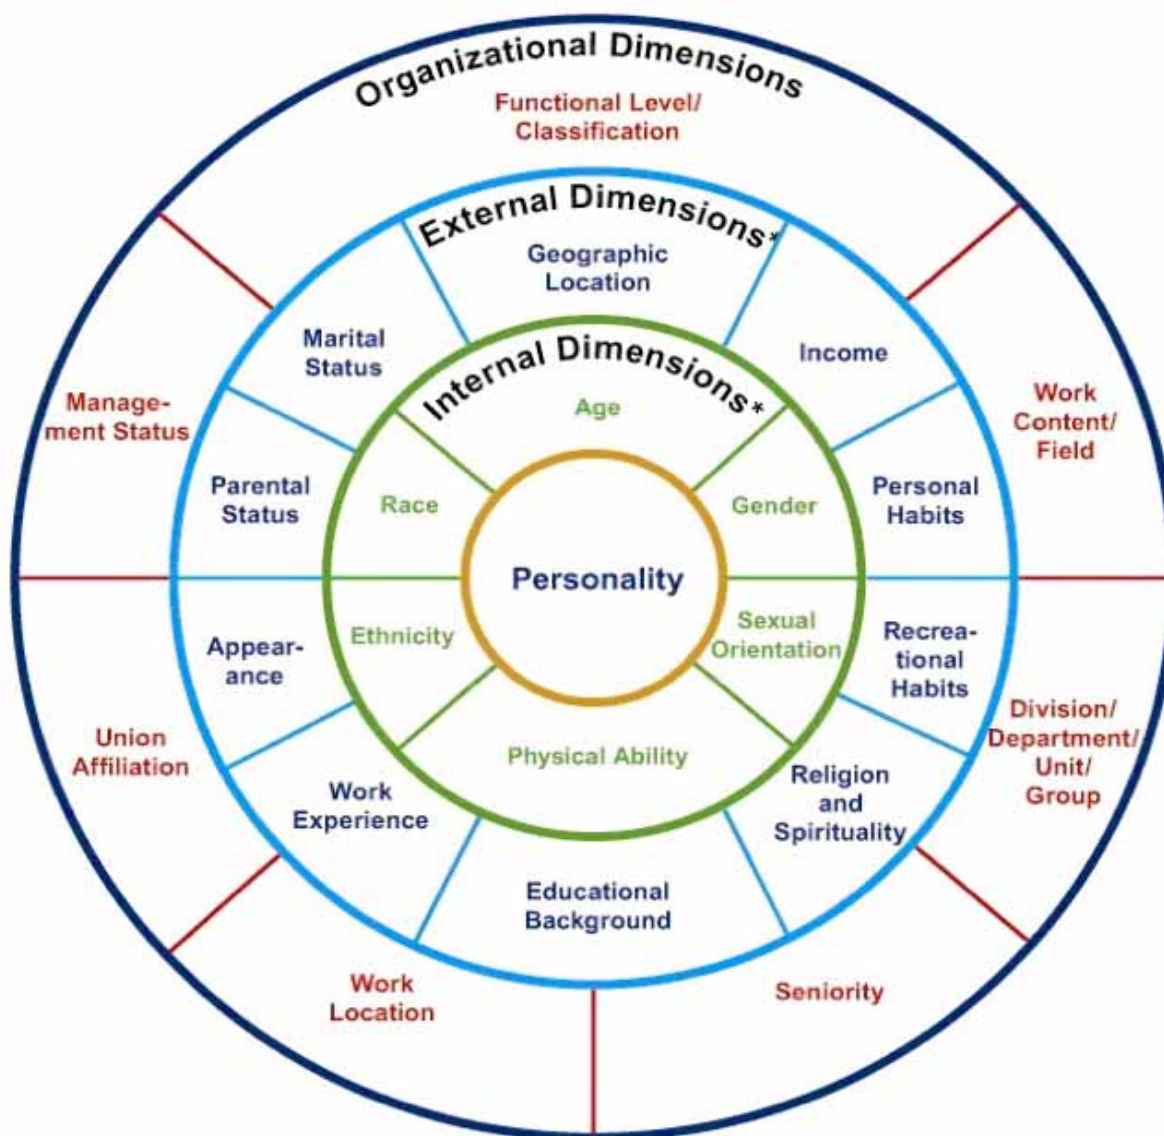 Organizational Dimensions
Functional Level/
Classification
External Dimensions*
Geographic
Location
Marital
Status
Income
Internal Dimensions*
Age
Manage-
ment Status
Work
Content/
Field
Parental
Status
Race
Gender
Personal
Habits
Personality
Appear-
ance
Ethnicity
Sexual
Orientation
Recrea-
tional
Habits
Union
Affiliation
Division/
Department/
Unit/
Group
Physical Ability
Work
Experience
Religion
and
Spirituality
Educational
Background
Work
Location
Seniority